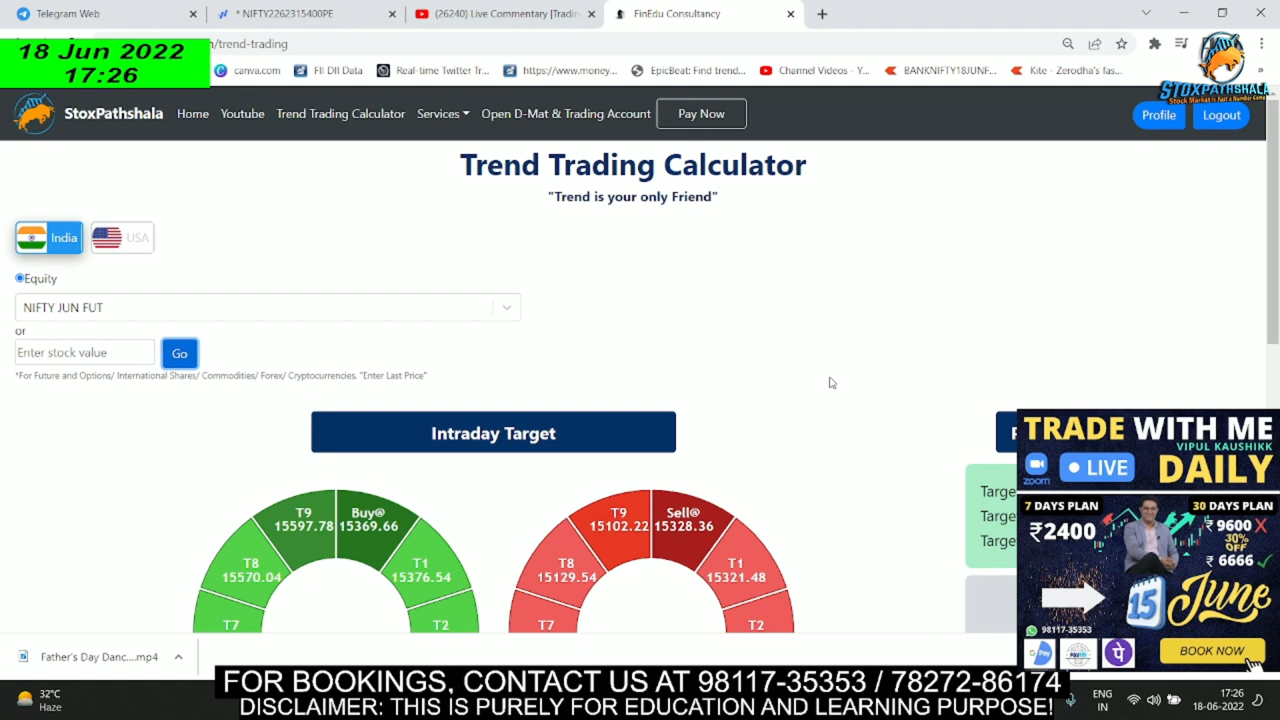 Telegram Web
* NIFTY2262315400PE
(26240) Live Commentary |Tradin
FinEdu Consultancy
18 Jun 2022
17:26
/trend-trading
canva.com
FII DII Data
Real-time Twitter Tr...
https://www.money...
EpicBeat: Find trend...
Channel Videos - Y...
BANKNIFTY18JUNF...
Kite - Zerodha's fas...
STOXPATHSHALA
Stock Market is Just a Number Game
StoxPathshala
Home
Youtube
Trend Trading Calculator
Services
Open D-Mat & Trading Account
Pay Now
Profile
Logout
Trend Trading Calculator
"Trend is your only Friend"
India
USA
Equity
NIFTY JUN FUT
or
Enter stock value
Go
*For Future and Options/ International Shares/ Commodities/ Forex/ Cryptocurrencies. "Enter Last Price"
Intraday Target
T9
15597.78
Buy@
15369.66
T8
15570.04
T1
15376.54
T7
T2
T9
15102.22
Sell@
15328.36
T8
15129.54
T1
15321.48
T7
T2
Targe
Targe
Targe
TRADE WITH ME
VIPUL KAUSHIKK
zoom
LIVE
DAILY
7 DAYS PLAN
₹2400
30 DAYS PLAN
₹ 9600
30%
OFF
₹ 6666
15 June
98117-35353
G Pay
BOOK NOW
Father's Day Danc....mp4
FOR BOOKINGS, CONTACT US AT 98117-35353 / 78272-86174
DISCLAIMER: THIS IS PURELY FOR EDUCATION AND LEARNING PURPOSE!
32°C
Haze
ENG
IN
17:26
18-06-2022